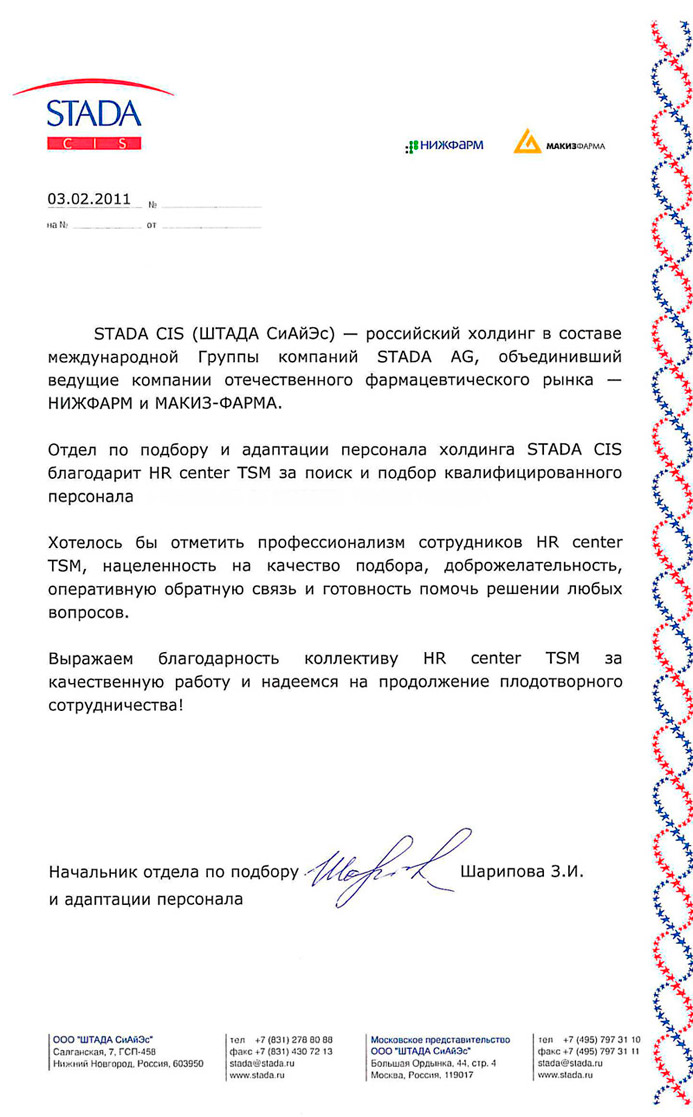 STADA
CIS
НИЖФАРМ
МАКИЗФАРМА
03.02.2011 №
на № от
STADA CIS (ШТАДА СиАйЭс) — российский холдинг в составе
международной Группы компаний STADA AG, объединивший
ведущие компании отечественного фармацевтического рынка —
НИЖФАРМ и МАКИЗ-ФАРМА.
Отдел по подбору и адаптации персонала холдинга STADA CIS
благодарит HR center TSM за поиск и подбор квалифицированного
персонала
Хотелось бы отметить профессионализм сотрудников HR center
TSM, нацеленность на качество подбора, доброжелательность,
оперативную обратную связь и готовность помочь решении любых
вопросов.
Выражаем благодарность коллективу HR center TSM за
качественную работу и надеемся на продолжение плодотворного
сотрудничества!
Начальник отдела по подбору Шарипова З.И.
и адаптации персонала
ООО "ШТАДА СиАйЭс"
Салганская, 7, ГСП-458
Нижний Новгород, Россия, 603950
тел +7 (831) 278 80 88
факс +7 (831) 430 72 13
stada@stada.ru
www.stada.ru
Московское представительство
ООО "ШТАДА СиАйЭс"
Большая Ордынка, 44, стр. 4
Москва, Россия, 119017
тел +7 (495) 797 31 10
факс +7 (495) 797 31 11
stada@stada.ru
www.stada.ru